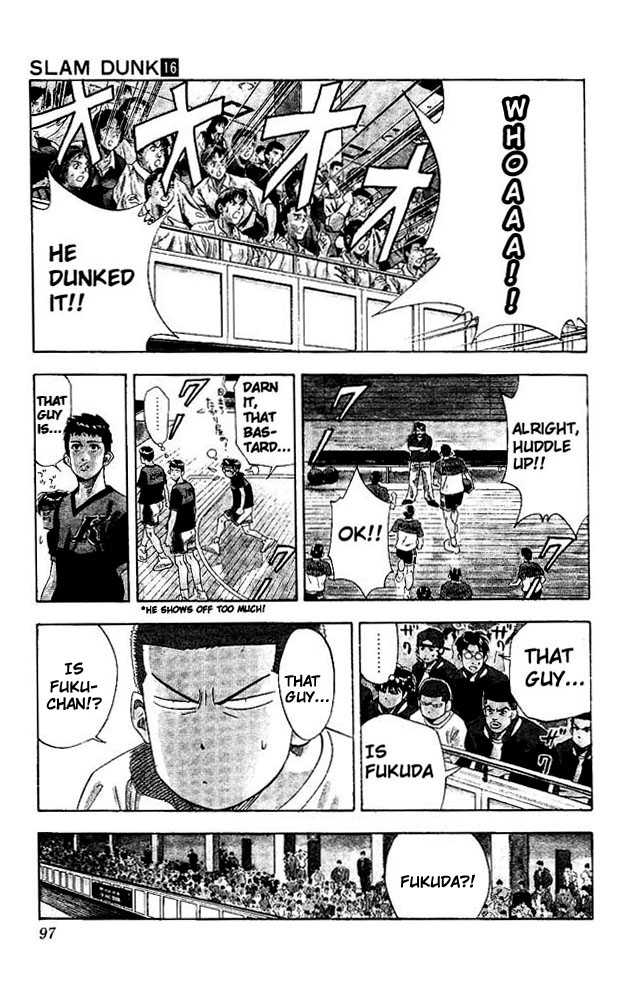 SLAM DUNK 16
WHOAAA!!
オオオオ
HE
DUNKED
IT!!
ALRIGHT,
HUDDLE
UP!!
OK!!
DARN
IT,
THAT
BAS-
TARD...
*HE SHOWS OFF TOO MUCH!
THAT
GUY
IS...
K
THAT
GUY...
IS
FUKUDA
THAT
GUY...
IS
FUKU-
CHAN!?
FUKUDA?!
97